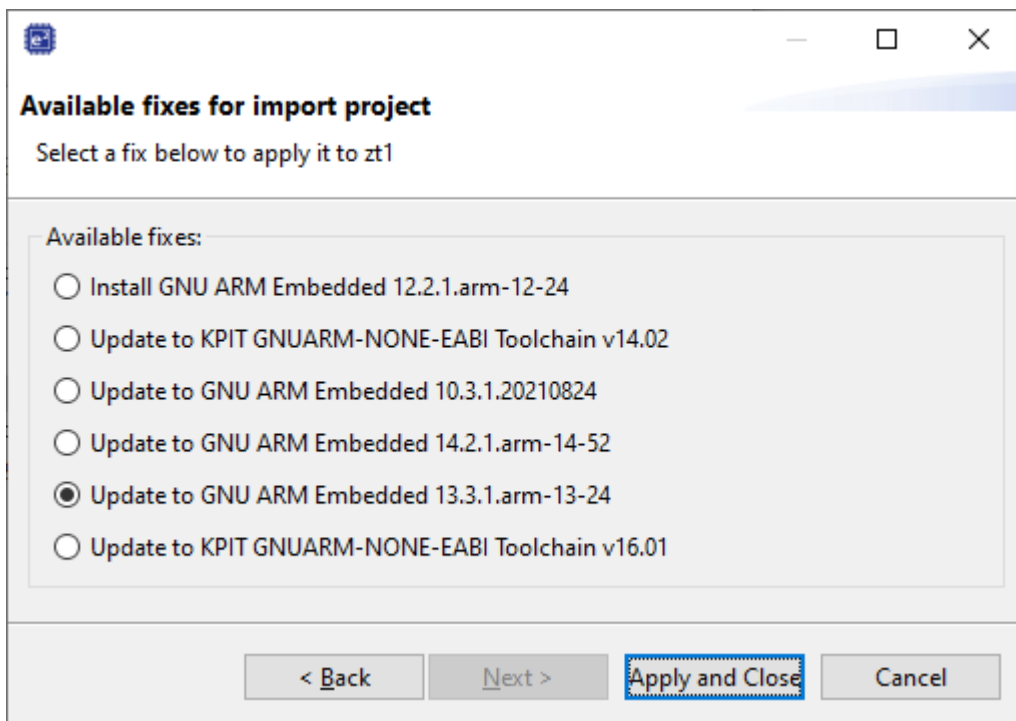 e²
Available fixes for import project
Select a fix below to apply it to zt1
Available fixes:
Install GNU ARM Embedded 12.2.1.arm-12-24
Update to KPIT GNUARM-NONE-EABI Toolchain v14.02
Update to GNU ARM Embedded 10.3.1.20210824
Update to GNU ARM Embedded 14.2.1.arm-14-52
Update to GNU ARM Embedded 13.3.1.arm-13-24
Update to KPIT GNUARM-NONE-EABI Toolchain v16.01
< Back
Next >
Apply and Close
Cancel